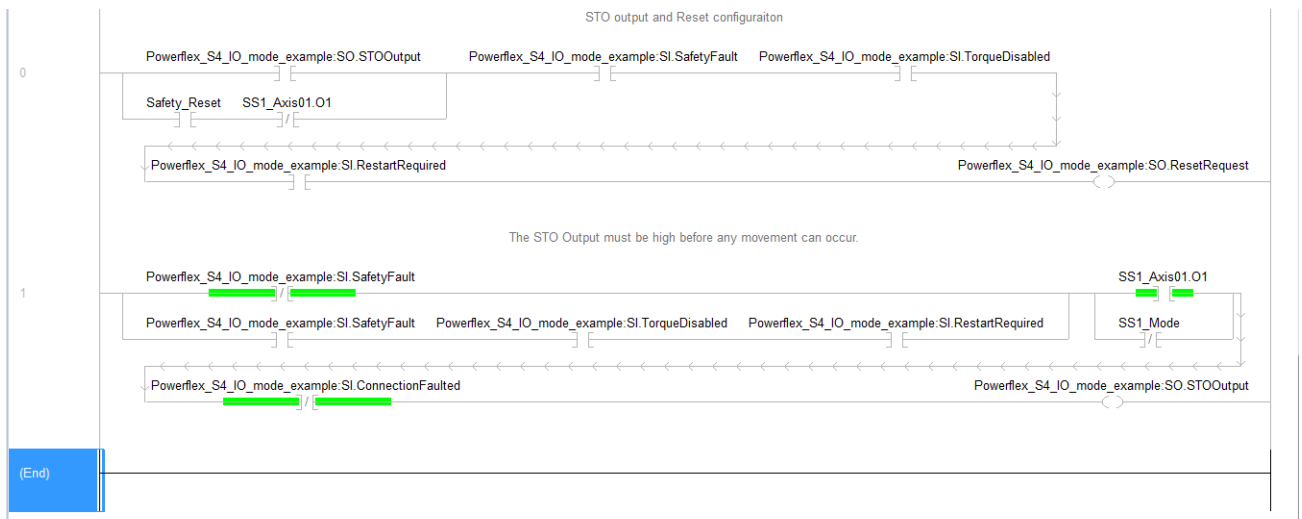 STO output and Reset configuraiton
Powerflex_S4_IO_mode_example:SO.STOOutput Powerflex_S4_IO_mode_example:SI.SafetyFault Powerflex_S4_IO_mode_example:SI.TorqueDisabled
0
Safety_Reset SS1_Axis01.O1
Powerflex_S4_IO_mode_example:SI.RestartRequired Powerflex_S4_IO_mode_example:SO.ResetRequest
The STO Output must be high before any movement can occur.
Powerflex_S4_IO_mode_example:SI.SafetyFault SS1_Axis01.O1
1
Powerflex_S4_IO_mode_example:SI.SafetyFault Powerflex_S4_IO_mode_example:SI.TorqueDisabled Powerflex_S4_IO_mode_example:SI.RestartRequired SS1_Mode
Powerflex_S4_IO_mode_example:SI.ConnectionFaulted Powerflex_S4_IO_mode_example:SO.STOOutput
(End)